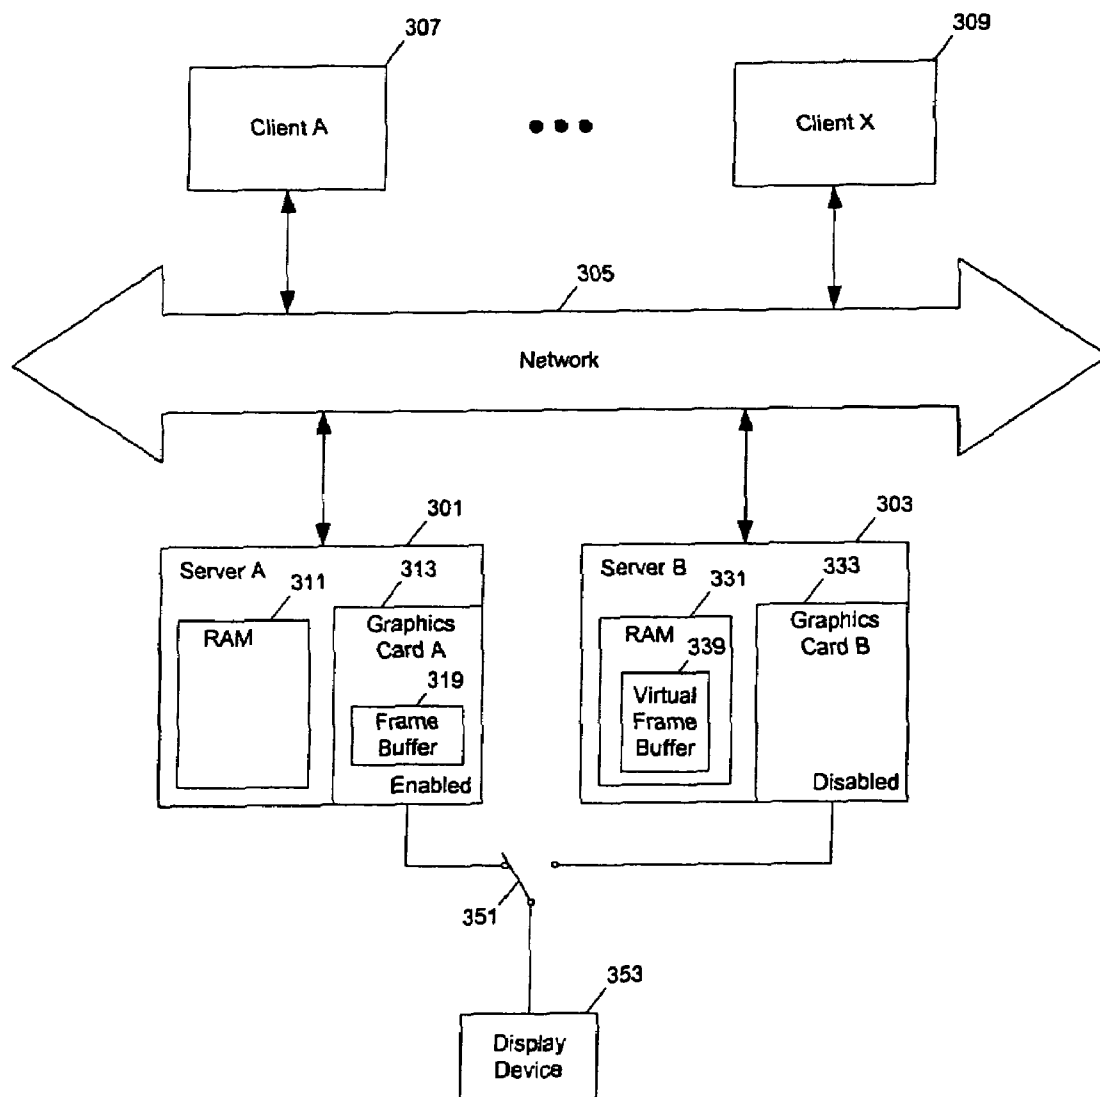 307
309
Client A
Client X
305
Network
301
303
Server A
Server B
311
313
331
333
RAM
Graphics
Card A
RAM
Graphics
Card B
319
339
Frame
Buffer
Virtual
Frame
Buffer
Enabled
Disabled
351
353
Display
Device